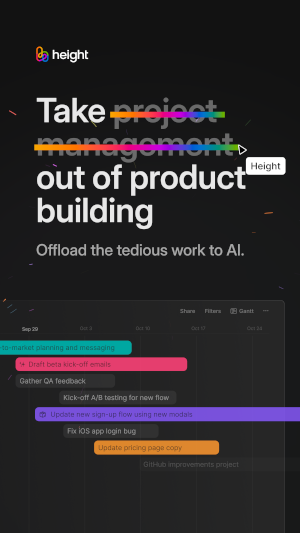 height
Take project
management
Height
out of product
building
Offload the tedious work to AI.
Share Filters Gantt
Sep 29 Oct 3 Oct 10 Oct 17 Oct 24
to-market planning and messaging
Draft beta kick-off emails
Gather QA feedback
Kick-off A/B testing for new flow
Update new sign-up flow using new modals
Fix iOS app login bug
Update pricing page copy
GitHub improvements project